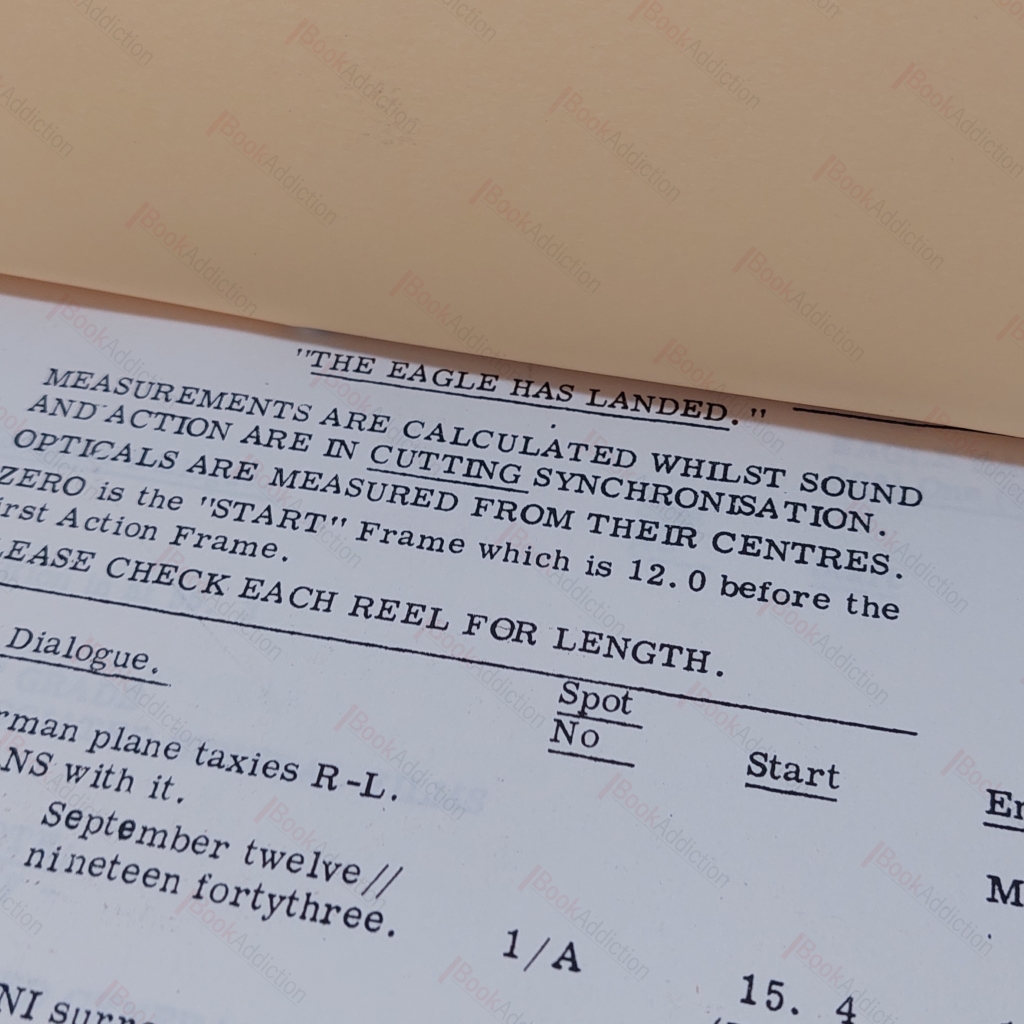 "THE EAGLE HAS LANDED."
MEASUREMENTS ARE CALCULATED WHILST SOUND
AND ACTION ARE IN CUTTING SYNCHRONISATION.
OPTICALS ARE MEASURED FROM THEIR CENTRES.
ZERO is the "START" Frame which is 12.0 before the
irst Action Frame.
LEASE CHECK EACH REEL FOR LENGTH.
Dialogue.
Spot
No
Start
rman plane taxies R-L.
NS with it.
September twelve//
nineteen fortythree.
1/A
15. 4
M
NI
BookAddiction